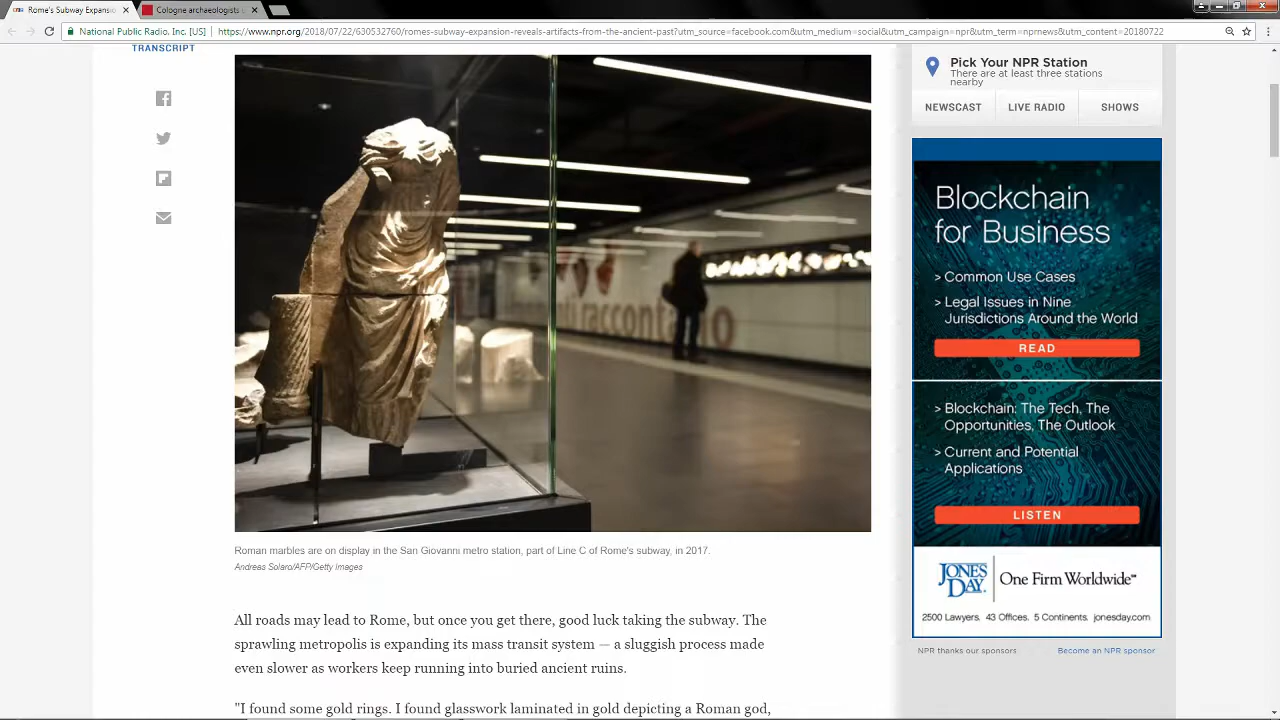 Rome's Subway Expansi
Cologne archaeologists
National Public Radio, Inc. [US]
https://www.npr.org/2018/07/22/630532760/romes-subway-expansion-reveals-artifacts-from-the-ancient-past?utm_source=facebook.com&utm_medium=social&utm_campaign=npr&utm_term=nprnews&utm_content=20180722
TRANSCRIPT
raccontano
Roman marbles are on display in the San Giovanni metro station, part of Line C of Rome's subway, in 2017.
Andreas Solaro/AFP/Getty Images
All roads may lead to Rome, but once you get there, good luck taking the subway. The
sprawling metropolis is expanding its mass transit system — a sluggish process made
even slower as workers keep running into buried ancient ruins.
"I found some gold rings. I found glasswork laminated in gold depicting a Roman god,
Pick Your NPR Station
There are at least three stations
nearby
NEWSCAST
LIVE RADIO
SHOWS
Blockchain
for Business
> Common Use Cases
> Legal Issues in Nine
Jurisdictions Around the World
READ
> Blockchain: The Tech, The
Opportunities, The Outlook
> Current and Potential
Applications
LISTEN
JONES
DAY®
One Firm Worldwide℠
2500 Lawyers. 43 Offices. 5 Continents. jonesday.com
NPR thanks our sponsors
Become an NPR sponsor